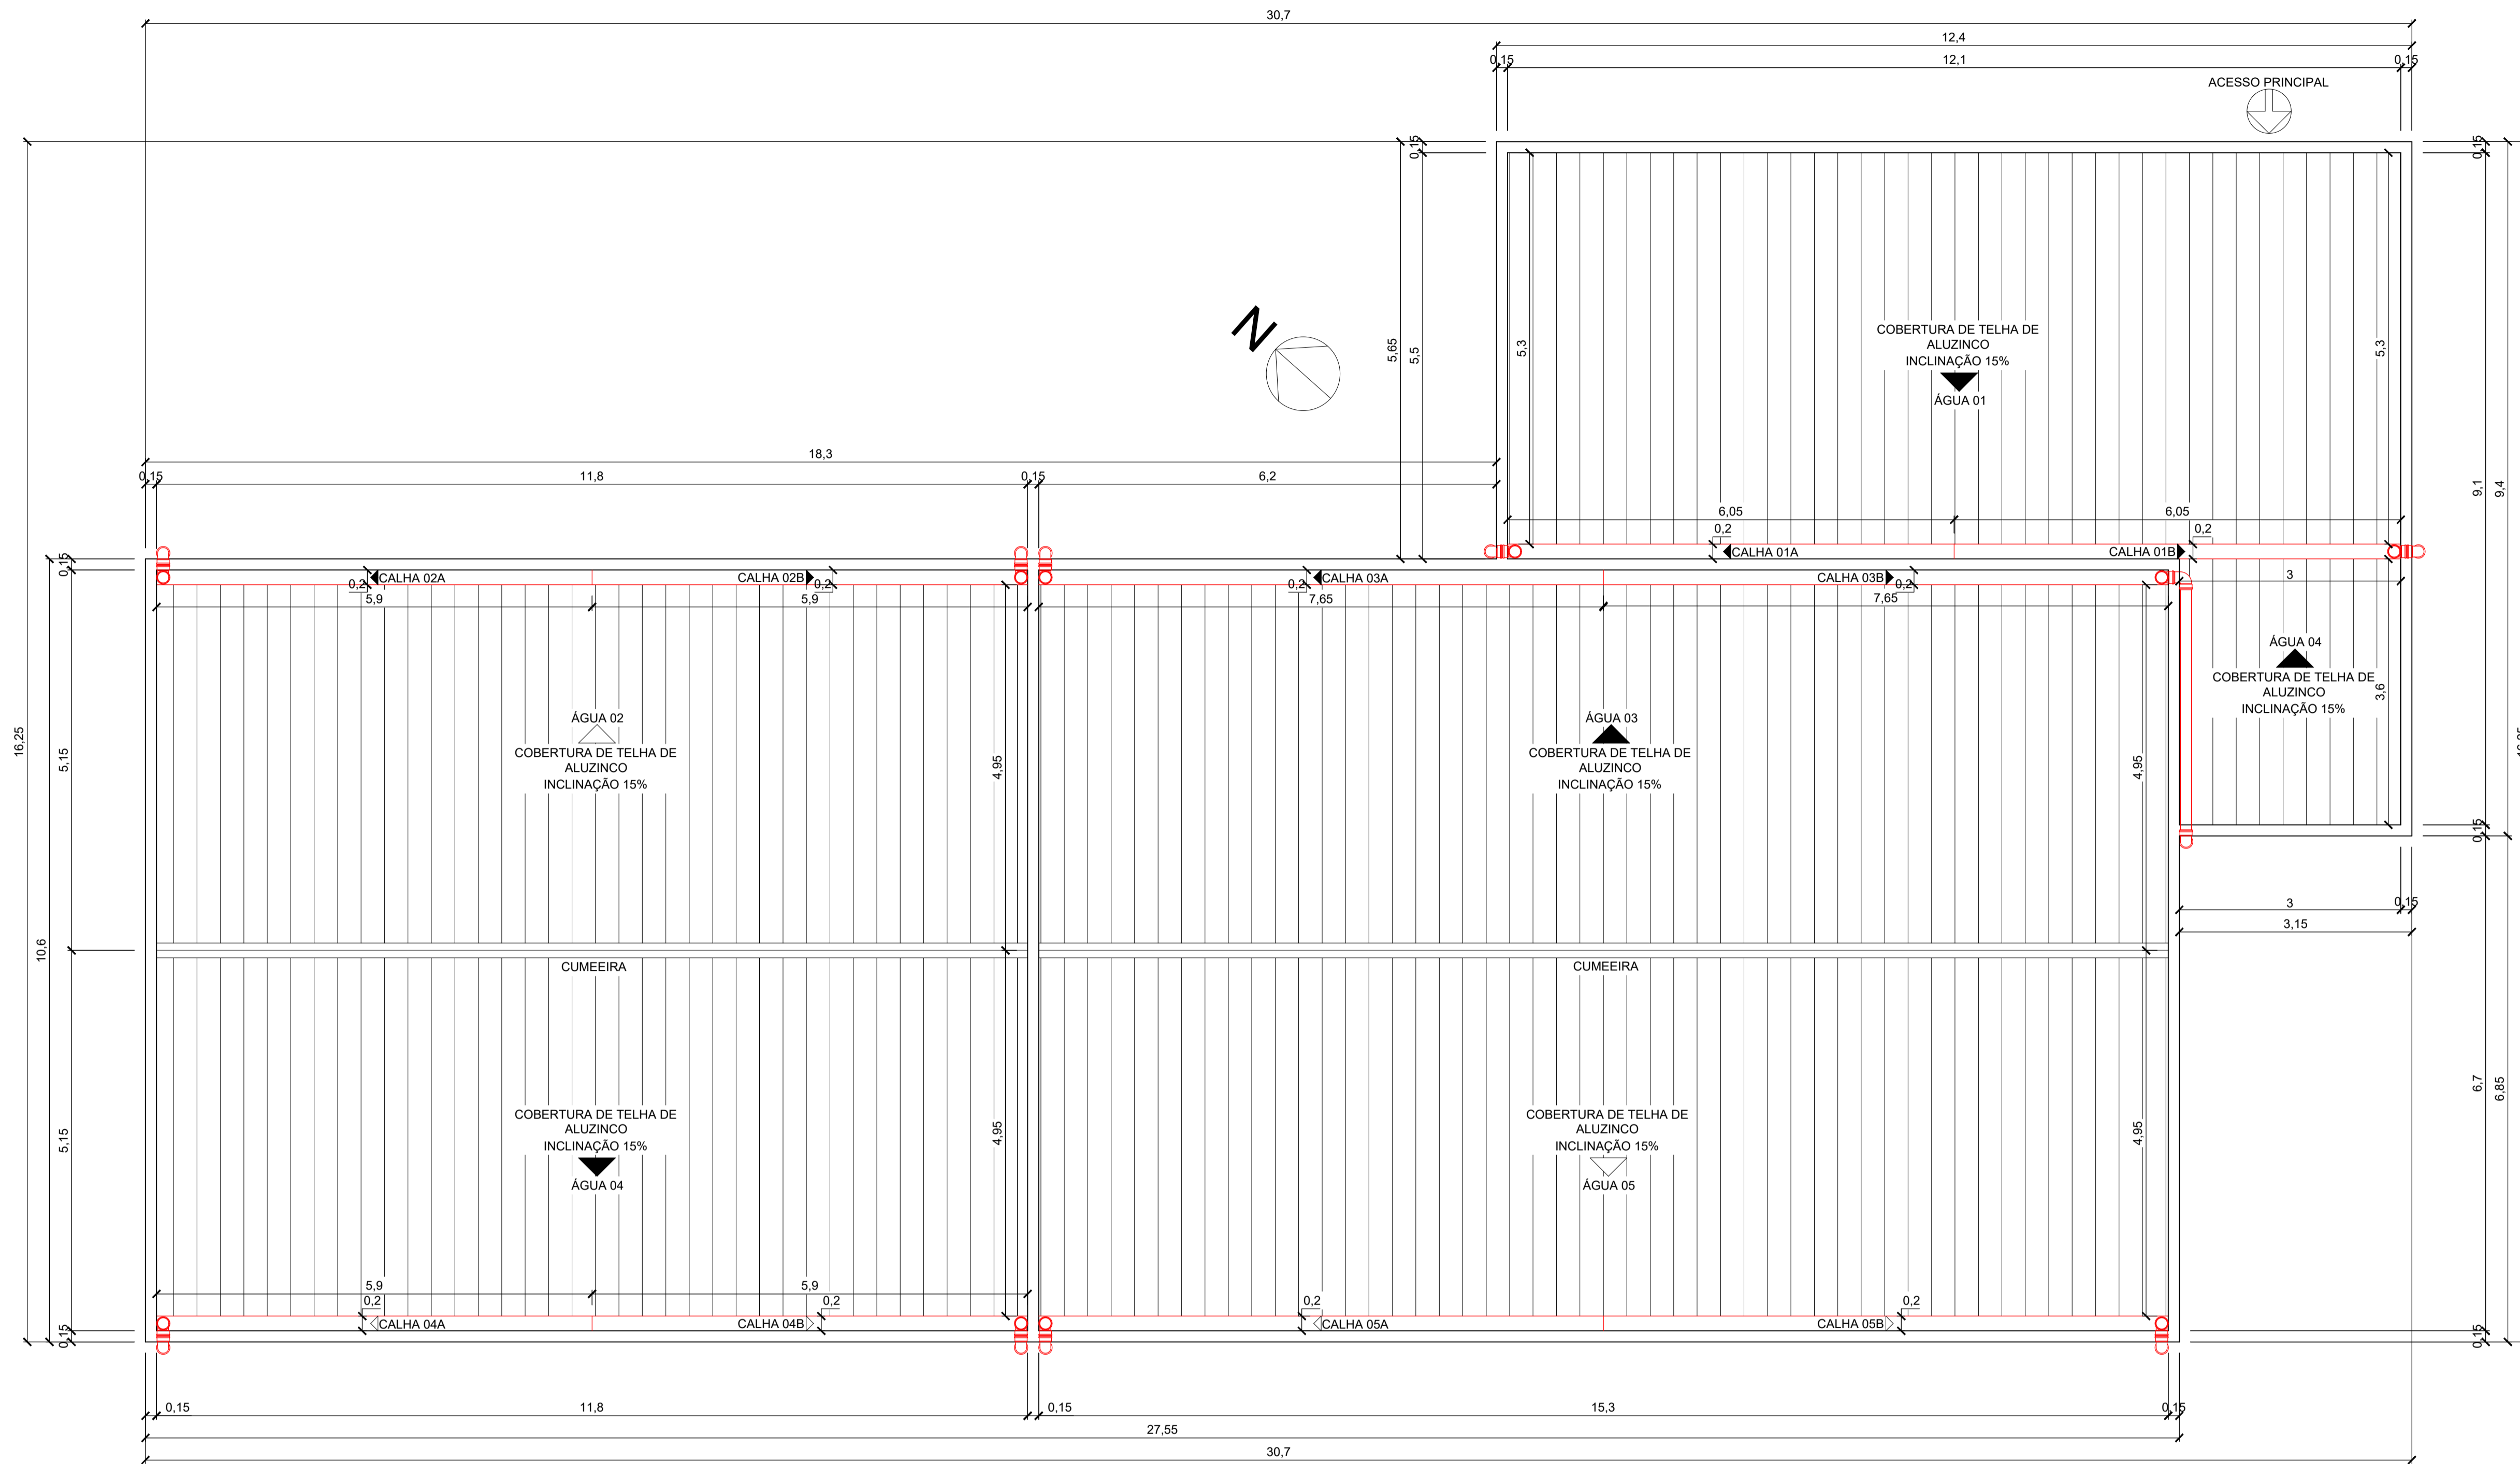 30,7
12,4
0,15
12,1
0,15
ACESSO PRINCIPAL
0,15
0,15
N
5,65
5,5
5,3
COBERTURA DE TELHA DE
ALUZINCO
INCLINAÇÃO 15%
ÁGUA 01
5,3
18,3
0,15
11,8
0,15
6,2
9,1
9,4
6,05
6,05
0,2
0,2
CALHA 01A
CALHA 01B
0,15
0,2
CALHA 02A
CALHA 02B
0,2
0,2
CALHA 03A
CALHA 03B
0,2
3
5,9
5,9
7,65
7,65
ÁGUA 04
COBERTURA DE TELHA DE
ALUZINCO
INCLINAÇÃO 15%
3,6
16,25
5,15
ÁGUA 02
COBERTURA DE TELHA DE
ALUZINCO
INCLINAÇÃO 15%
4,95
ÁGUA 03
COBERTURA DE TELHA DE
ALUZINCO
INCLINAÇÃO 15%
4,95
0,15
3
0,15
3,15
10,6
CUMEEIRA
CUMEEIRA
5,15
COBERTURA DE TELHA DE
ALUZINCO
INCLINAÇÃO 15%
ÁGUA 04
4,95
COBERTURA DE TELHA DE
ALUZINCO
INCLINAÇÃO 15%
ÁGUA 05
4,95
6,7
6,85
5,9
5,9
0,2
0,2
0,2
0,2
CALHA 04A
CALHA 04B
CALHA 05A
CALHA 05B
0,15
0,15
0,15
11,8
0,15
15,3
0,15
27,55
30,7